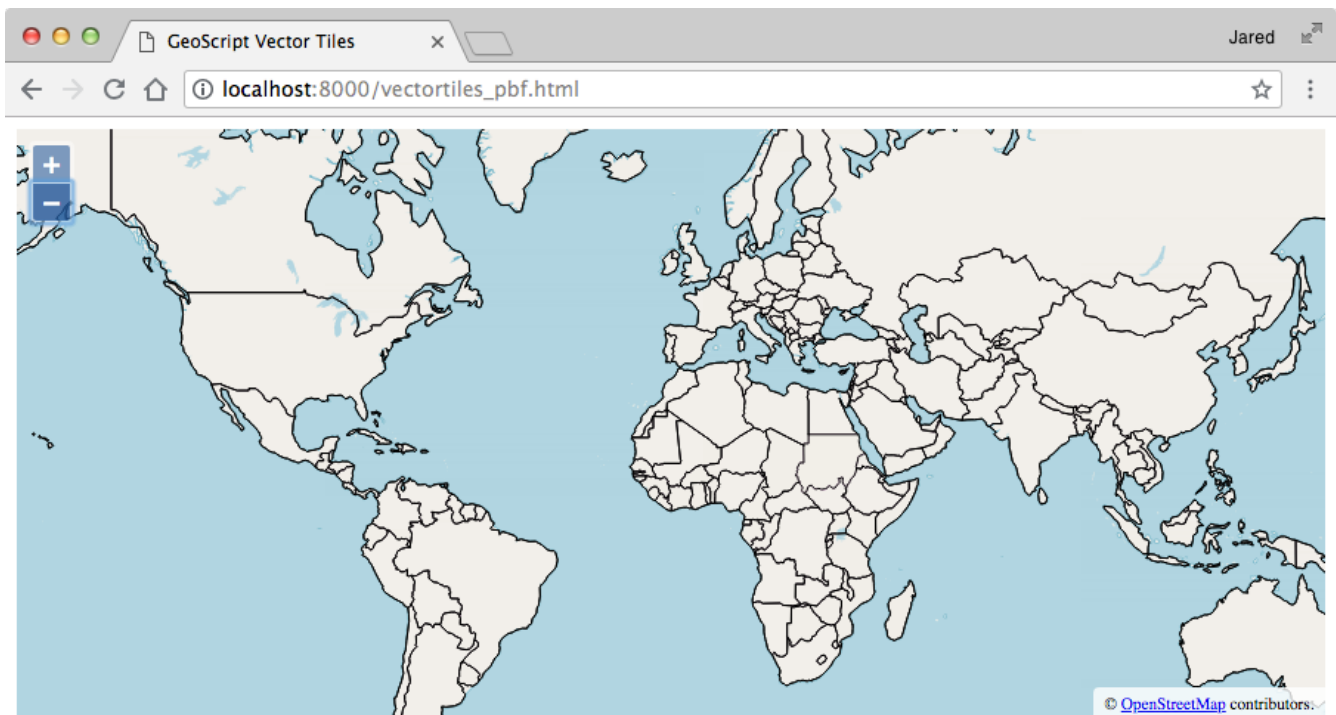 GeoScript Vector Tiles
Jared
localhost:8000/vectortiles_pbf.html
+
−
© OpenStreetMap contributors.